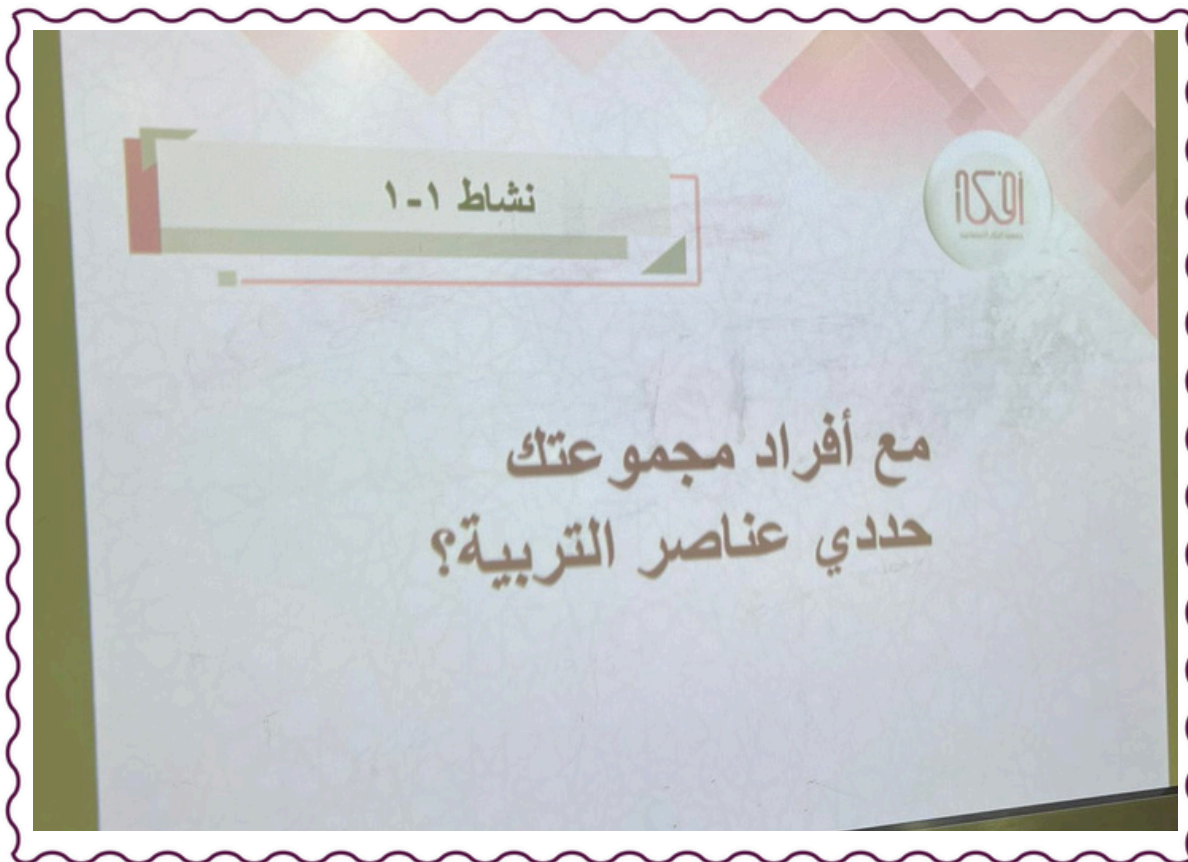 نشاط ١-١
مع أفراد مجموعتك
حددي عناصر التربية؟